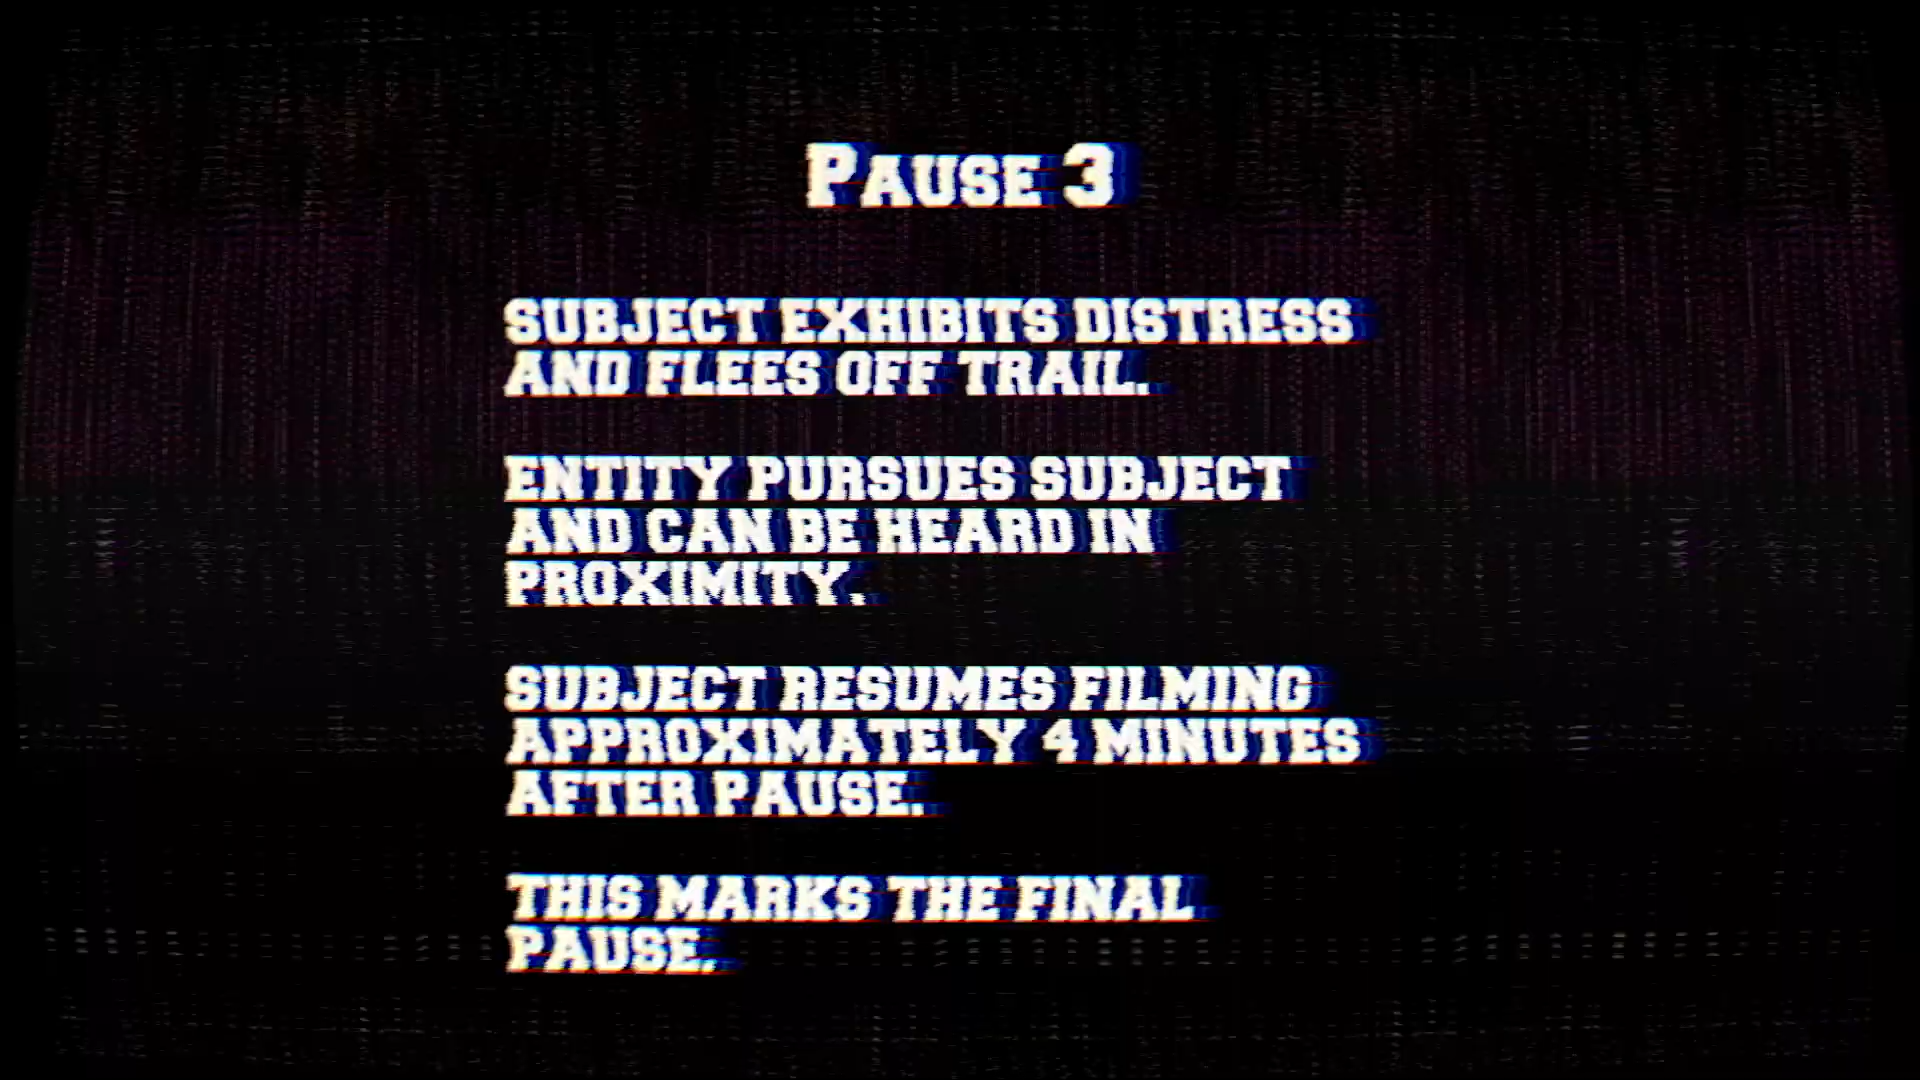 PAUSE 3
SUBJECT EXHIBITS DISTRESS
AND FLEES OFF TRAIL.
ENTITY PURSUES SUBJECT
AND CAN BE HEARD IN
PROXIMITY.
SUBJECT RESUMES FILMING
APPROXIMATELY 4 MINUTES
AFTER PAUSE.
THIS MARKS THE FINAL
PAUSE.